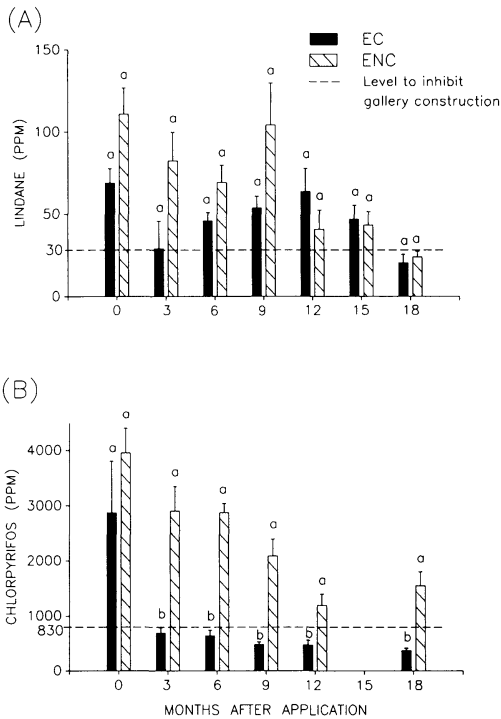 (A)
EC
ENC
Level to inhibit
gallery construction
LINDANE (PPM)
150
100
50
30
0
a a a a a a a a a a a a a a
0 3 6 9 12 15 18
(B)
CHLORPYRIFOS (PPM)
4000
3000
2000
1000
830
0
a a b a b a b a b a b a
0 3 6 9 12 15 18
MONTHS AFTER APPLICATION